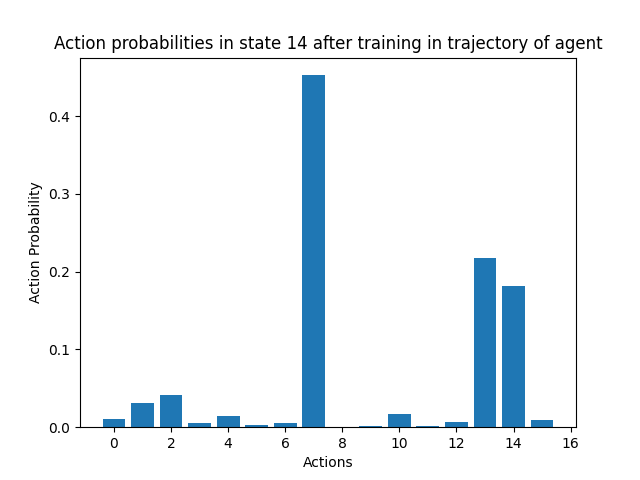 Action probabilities in state 14 after training in trajectory of agent
0.4
0.3
0.2
0.1
0.0
Action Probability
0 2 4 6 8 10 12 14 16
Actions